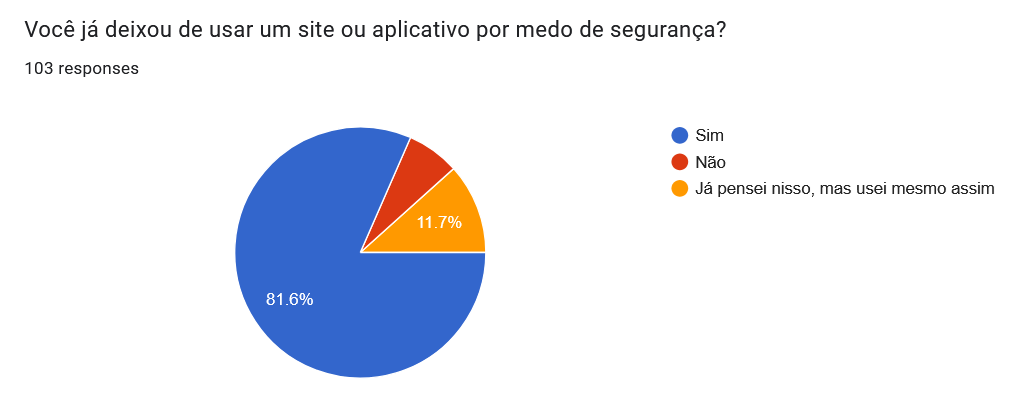 Você já deixou de usar um site ou aplicativo por medo de segurança?
103 responses
Sim
Não
Já pensei nisso, mas usei mesmo assim
11.7%
81.6%